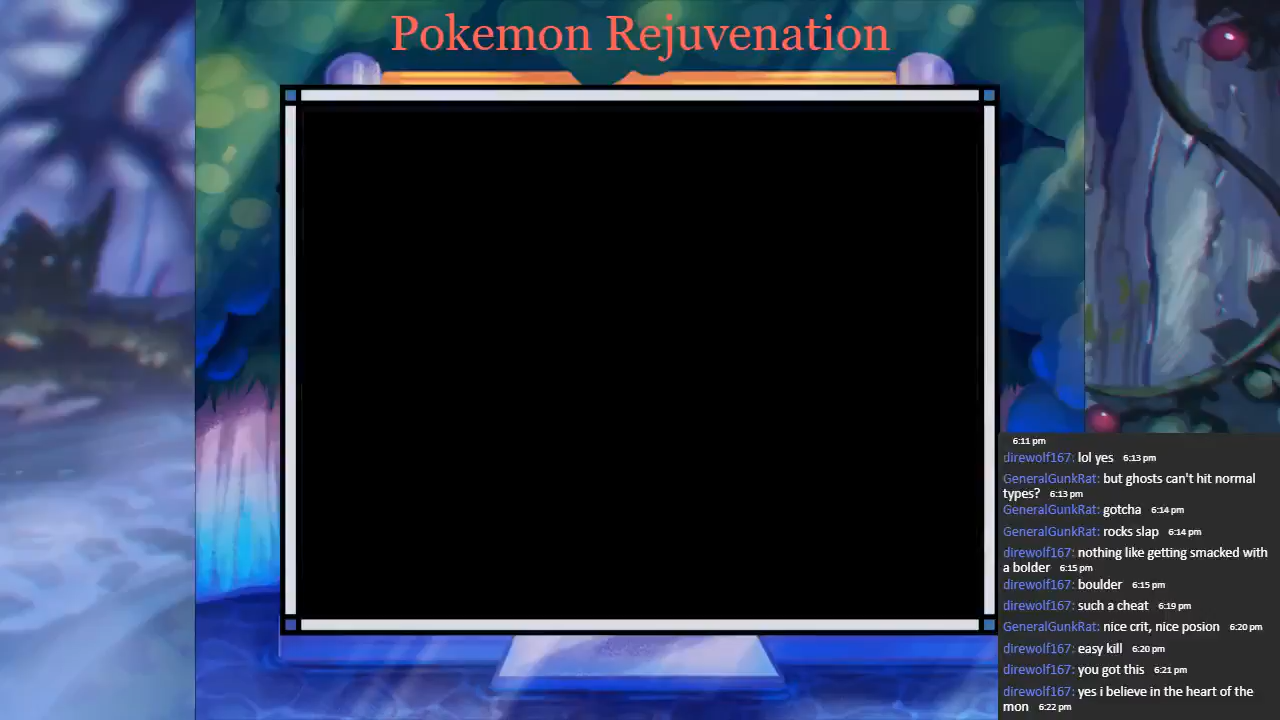 Pokemon Rejuvenation
6:11 pm
direwolf167: lol yes 6:13 pm
GeneralGunkRat: but ghosts can't hit normal
types? 6:13 pm
GeneralGunkRat: gotcha 6:14 pm
GeneralGunkRat: rocks slap 6:14 pm
direwolf167: nothing like getting smacked with
a bolder 6:15 pm
direwolf167: boulder 6:15 pm
direwolf167: such a cheat 6:19 pm
GeneralGunkRat: nice crit, nice posion 6:20 pm
direwolf167: easy kill 6:20 pm
direwolf167: you got this 6:21 pm
direwolf167: yes i believe in the heart of the
mon 6:22 pm